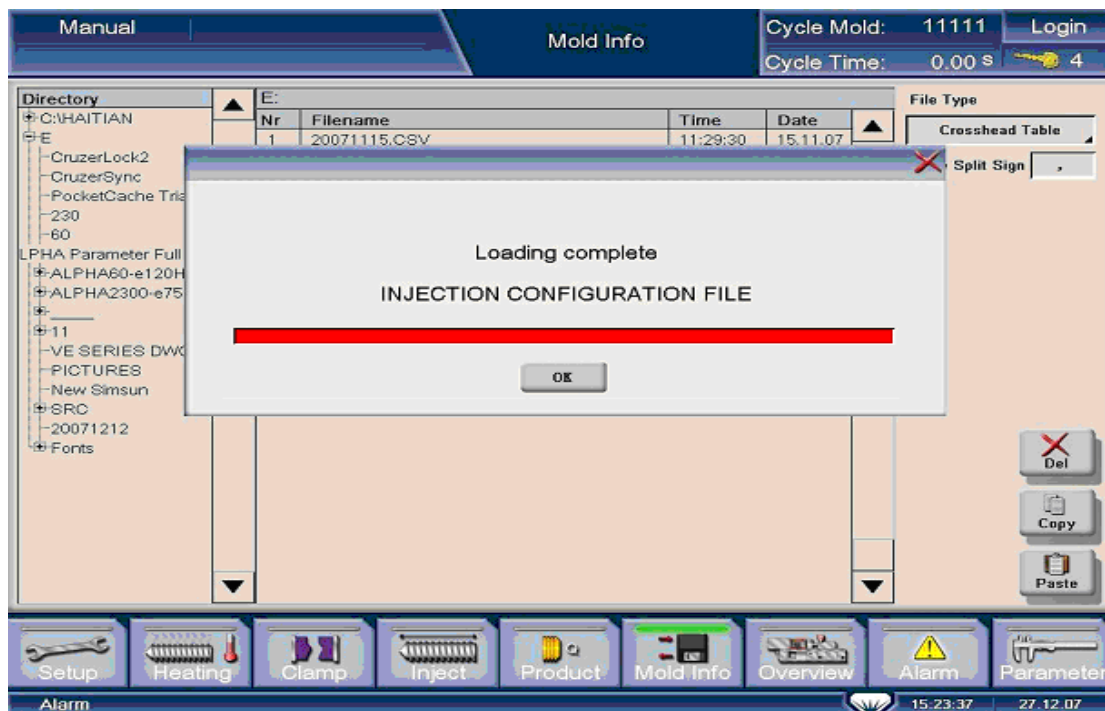 Manual
Mold Info
Cycle Mold: 11111 Login
Cycle Time: 0.00 s 4
Directory
C:\HAITIAN
E
CruzerLock2
CruzerSync
PocketCache Tria
230
60
LPHA Parameter Full
ALPHA60-e120H
ALPHA2300-e75
11
VE SERIES DWG
PICTURES
New Simsun
SRC
20071212
Fonts
E:
Nr Filename Time Date
1 20071115.CSV 11:29:30 15.11.07
File Type
Crosshead Table
Split Sign ,
Loading complete
INJECTION CONFIGURATION FILE
OK
Del
Copy
Paste
Setup Heating Clamp Inject Product Mold Info Overview Alarm Parameter
Alarm 15:23:37 27.12.07